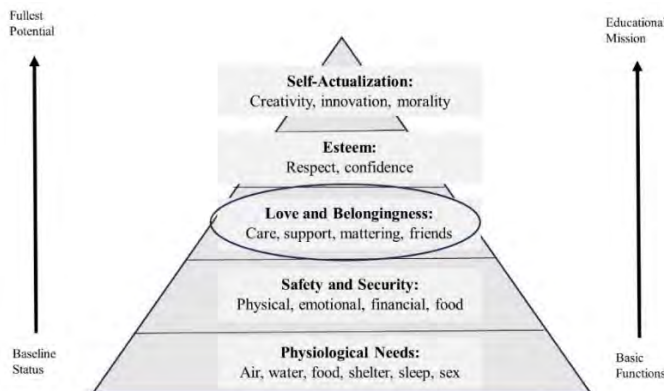 Fullest
Potential
Educational
Mission
Self-Actualization:
Creativity, innovation, morality
Esteem:
Respect, confidence
Love and Belongingness:
Care, support, mattering, friends
Safety and Security:
Physical, emotional, financial, food
Baseline
Status
Physiological Needs:
Air, water, food, shelter, sleep, sex
Basic
Functions